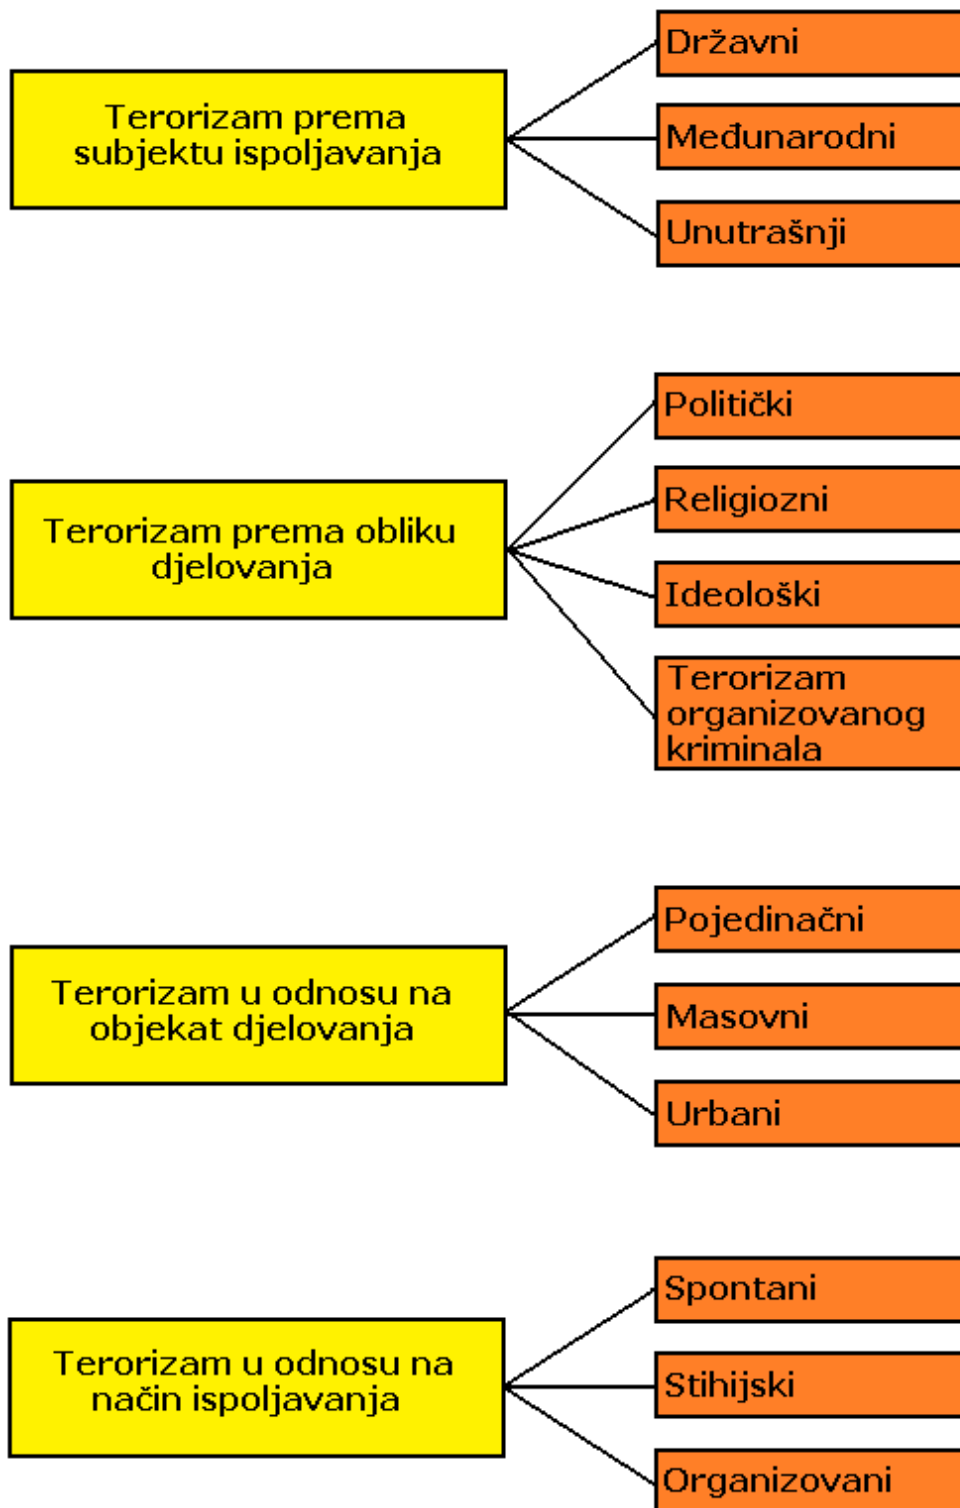 Terorizam prema
subjektu ispoljavanja
Državni
Međunarodni
Unutrašnji
Terorizam prema obliku
djelovanja
Politički
Religiozni
Ideološki
Terorizam
organizovanog
kriminala
Terorizam u odnosu na
objekat djelovanja
Pojedinačni
Masovni
Urbani
Terorizam u odnosu na
način ispoljavanja
Spontani
Stihijski
Organizovani